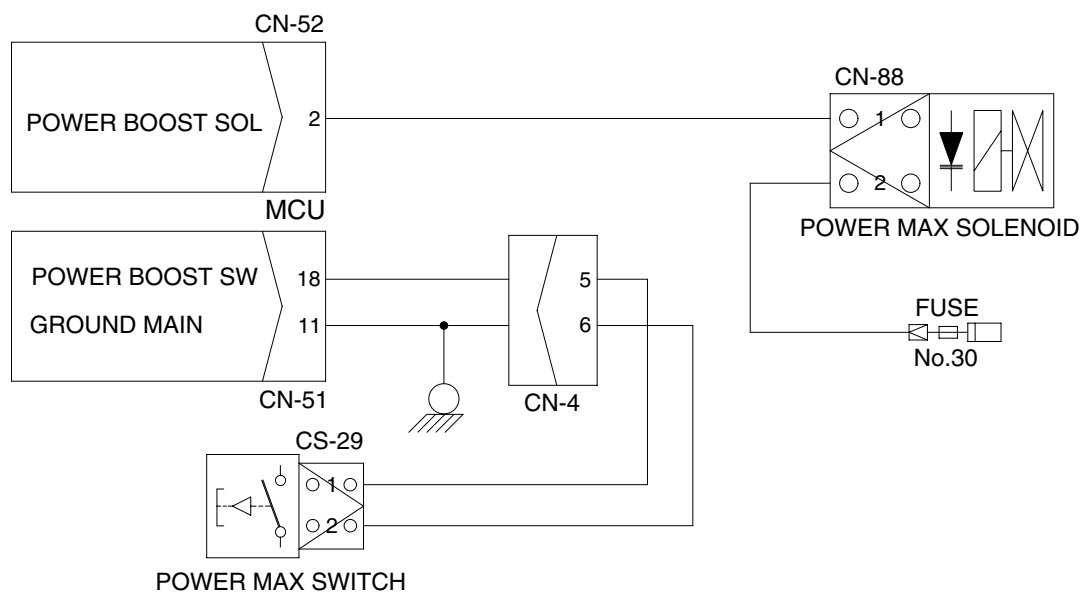 CN-52
POWER BOOST SOL 2
CN-88
1
2
POWER MAX SOLENOID
MCU
POWER BOOST SW 18
GROUND MAIN 11
CN-51
5
6
CN-4
FUSE
No.30
CS-29
1
2
POWER MAX SWITCH